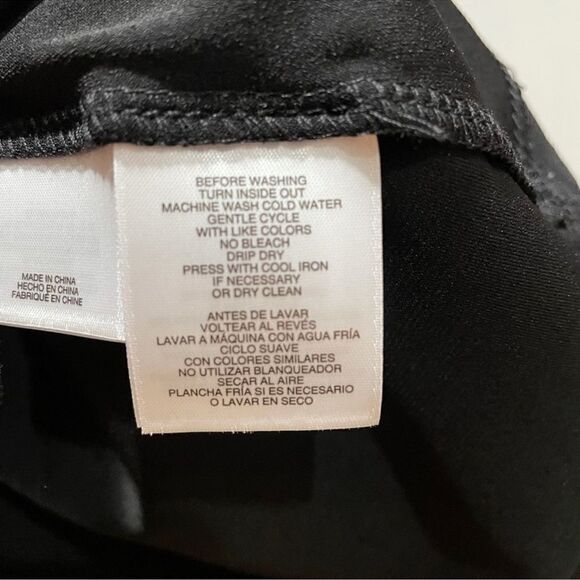 MADE IN CHINA
HECHO EN CHINA
FABRIQUÉ EN CHINE
BEFORE WASHING
TURN INSIDE OUT
MACHINE WASH COLD WATER
GENTLE CYCLE
WITH LIKE COLORS
NO BLEACH
DRIP DRY
PRESS WITH COOL IRON
IF NECESSARY
OR DRY CLEAN
ANTES DE LAVAR
VOLTEAR AL REVÉS
LAVAR A MÁQUINA CON AGUA FRÍA
CICLO SUAVE
CON COLORES SIMILARES
NO UTILIZAR BLANQUEADOR
SECAR AL AIRE
PLANCHA FRÍA SI ES NECESARIO
O LAVAR EN SECO